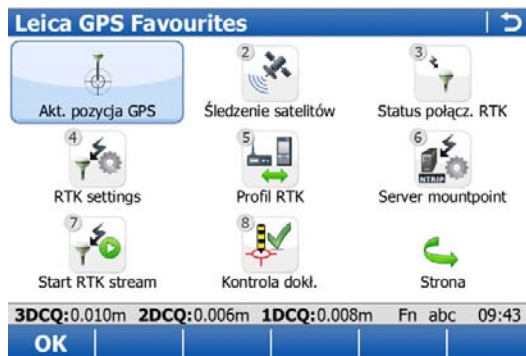 Leica GPS Favourites
Akt. pozycja GPS
2 Śledzenie satelitów
3 Status połącz. RTK
4 RTK settings
5 Profil RTK
6 NTRIP Server mountpoint
7 Start RTK stream
8 Kontrola dokł.
Strona
3DCQ:0.010m 2DCQ:0.006m 1DCQ:0.008m Fn abc 09:43
OK